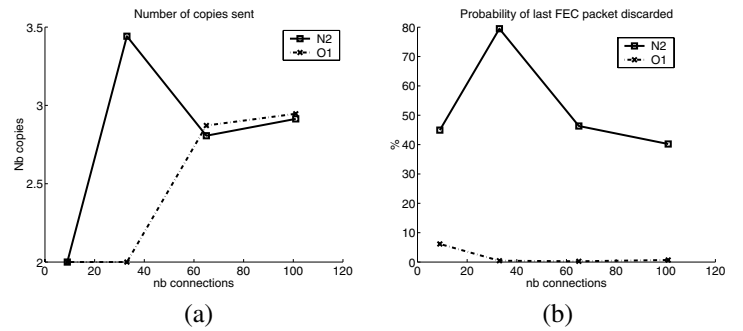 Number of copies sent
3.5
3
2.5
2
Nb copies
0 20 40 60 80 100 120
nb connections
N2
O1
(a)
Probability of last FEC packet discarded
80
70
60
50
40
30
20
10
0
%
0 20 40 60 80 100 120
nb connections
N2
O1
(b)